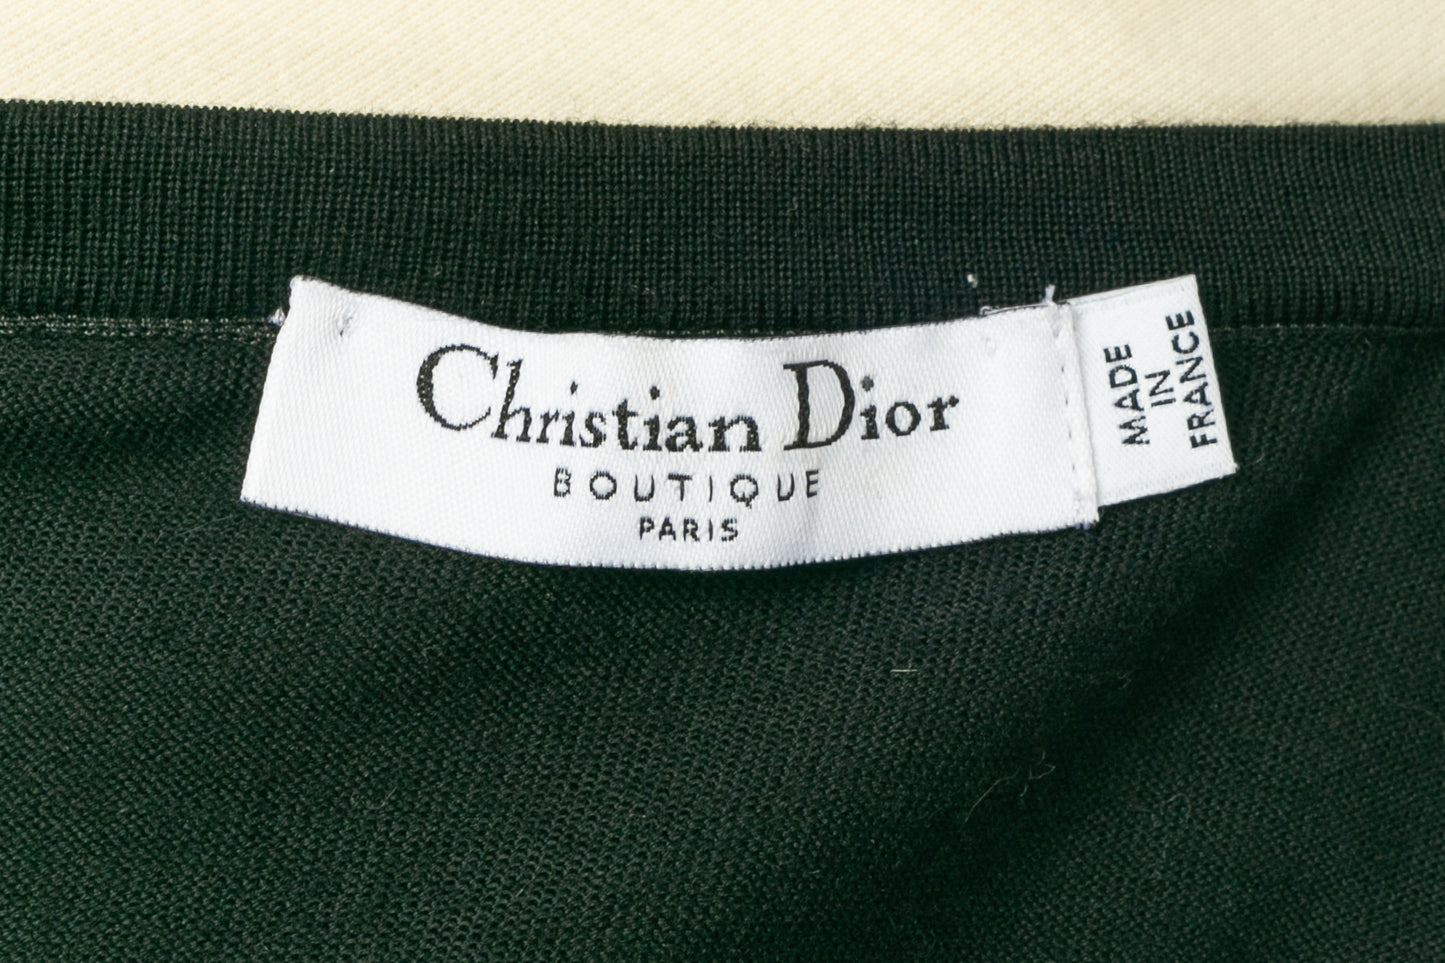 Christian Dior
BOUTIQUE
PARIS
MADE
IN
FRANCE